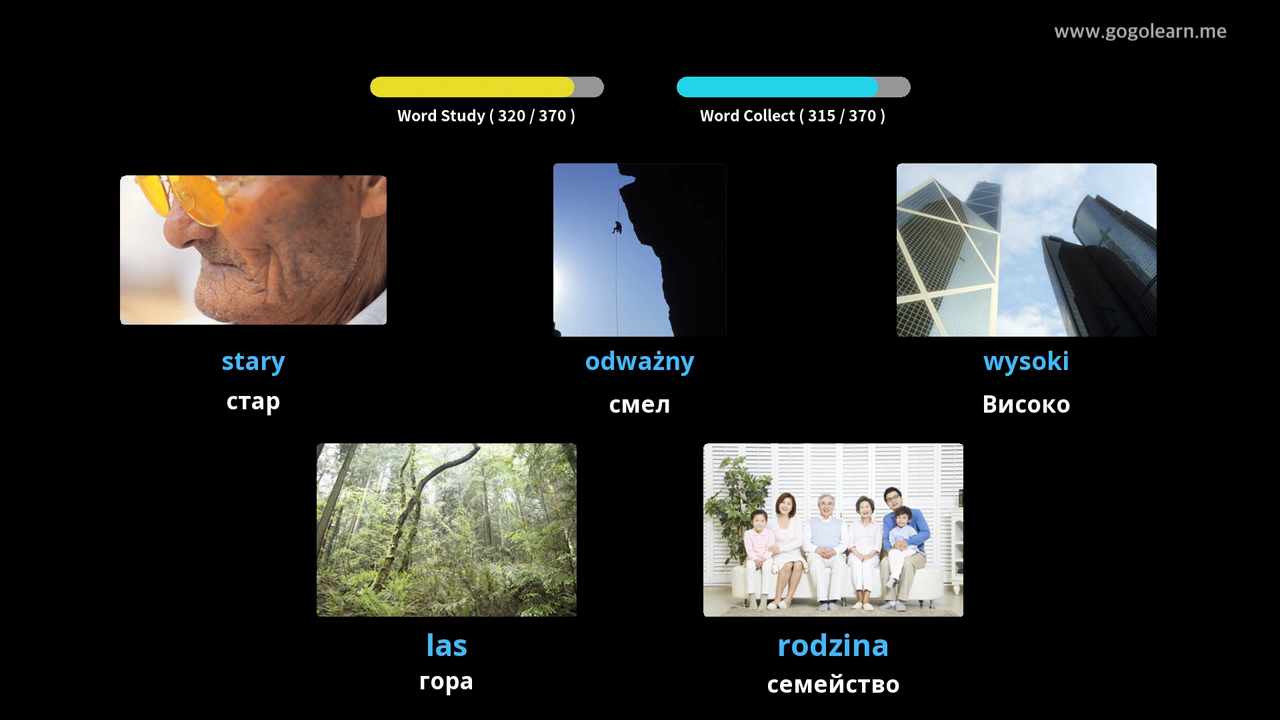 www.gogolearn.me
Word Study ( 320 / 370 )
Word Collect ( 315 / 370 )
stary
odważny
wysoki
стар
смел
Високо
las
rodzina
гора
семейство